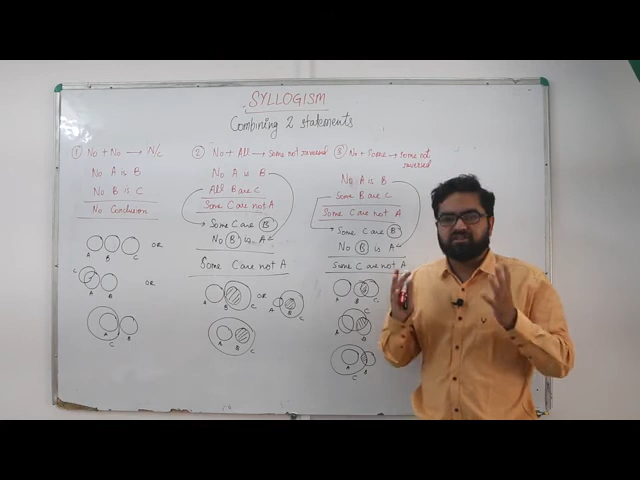 SYLLOGISM
Combining 2 statements
1 No + No → N/C
No A is B
No B is C
No Conclusion
OR
A B C
C
A B OR
A B
C
2 No + All → Some not reversed
No A is B
All B are C
Some C are not A
Some C are B
No B is A
Some C are not A
A B C OR A B C
A B
C
3 No + Some → Some not
reversed
No A is B
Some B are C
Some C are not A
Some C are B
No B is A
Some C are not A
A B C
C
A B
A B
C